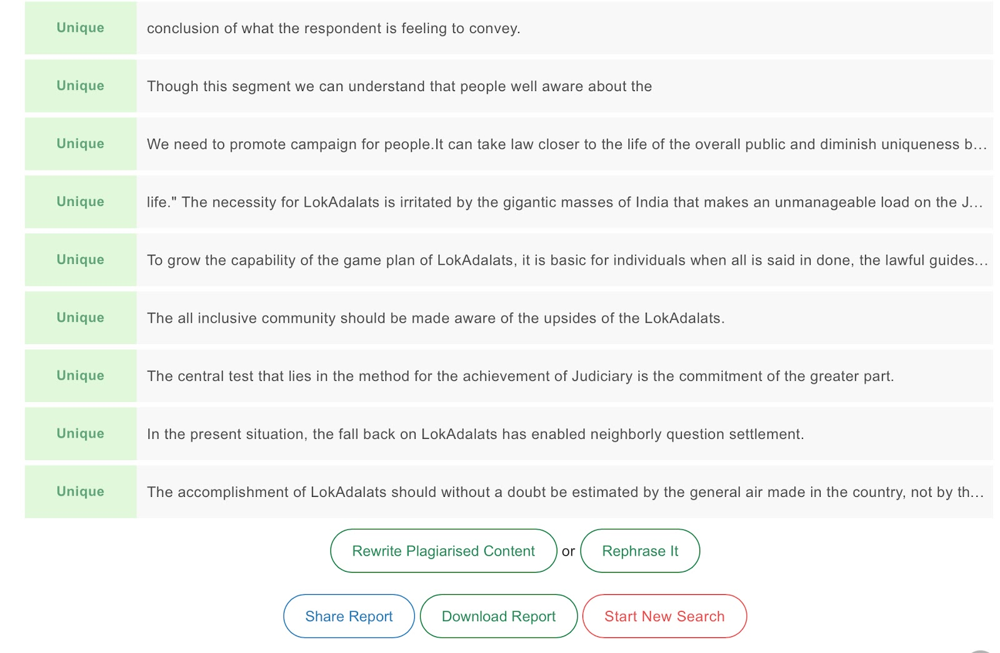 Unique conclusion of what the respondent is feeling to convey.
Unique Though this segment we can understand that people well aware about the
Unique We need to promote campaign for people.It can take law closer to the life of the overall public and diminish uniqueness b...
Unique life." The necessity for LokAdalats is irritated by the gigantic masses of India that makes an unmanageable load on the J...
Unique To grow the capability of the game plan of LokAdalats, it is basic for individuals when all is said in done, the lawful guides...
Unique The all inclusive community should be made aware of the upsides of the LokAdalats.
Unique The central test that lies in the method for the achievement of Judiciary is the commitment of the greater part.
Unique In the present situation, the fall back on LokAdalats has enabled neighborly question settlement.
Unique The accomplishment of LokAdalats should without a doubt be estimated by the general air made in the country, not by th...
Rewrite Plagiarised Content or Rephrase It
Share Report Download Report Start New Search